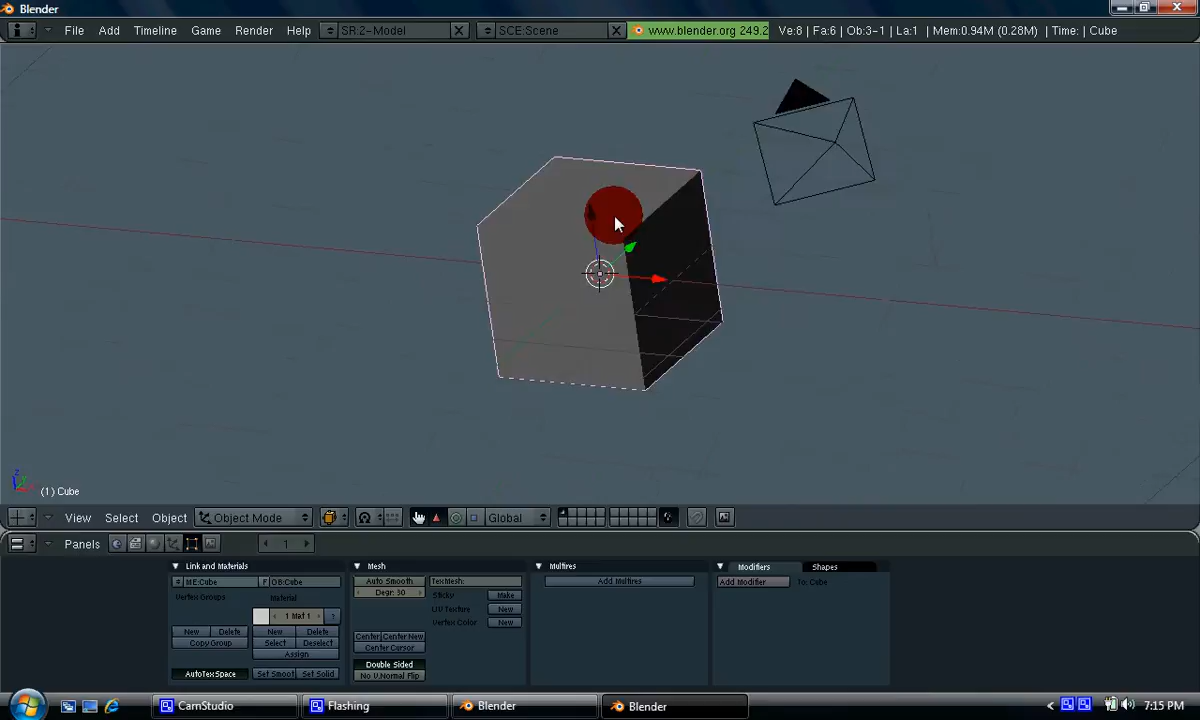 Blender
File Add Timeline Game Render Help SR:2-Model SCE:Scene www.blender.org 249.2 Ve:8 | Fa:6 | Ob:3-1 | La:1 | Mem:0.94M (0.28M) | Time: | Cube
(1) Cube
View Select Object Object Mode Global
Panels 1
Link and Materials Mesh Multires Modifiers Shapes
ME:Cube F OB:Cube Auto Smooth TexMesh: Add Multires Add Modifier To: Cube
Vertex Groups Material Degr: 30 Sticky Make
1 Mat 1 ? UV Texture New
Vertex Color New
New Delete New Delete Center Center New
Copy Group Select Deselect Center Cursor
Assign
Double Sided
AutoTexSpace Set Smoot Set Solid No V.Normal Flip
CamStudio Flashing Blender Blender 7:15 PM